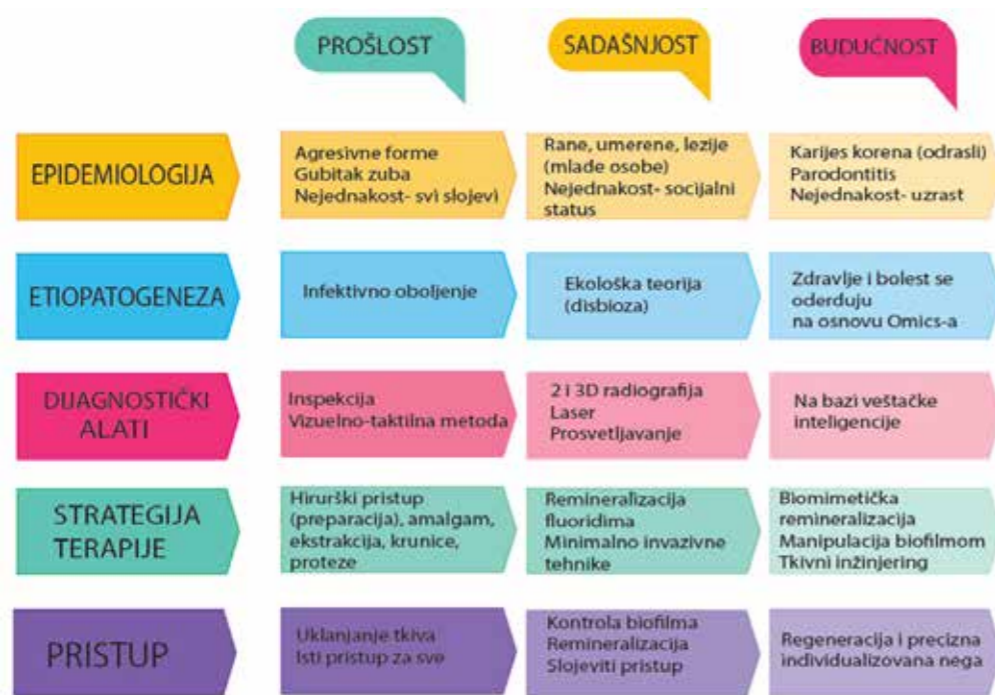 PROŠLOST
SADAŠNJOST
BUDUĆNOST
EPIDEMIOLOGIJA
Agresivne forme
Gubitak zuba
Nejednakost- svi slojevi
Rane, umerene, lezije
(mlađe osobe)
Nejednakost- socijalni
status
Karijes korena (odrasli)
Parodontitis
Nejednakost- uzrast
ETIOPATOGENEZA
Infektivno oboljenje
Ekološka teorija
(disbioza)
Zdravlje i bolest se
oderduju
na osnovu Omics-a
DIJAGNOSTIČKI
ALATI
Inspekcija
Vizuelno-taktilna metoda
2 i 3D radiografija
Laser
Prosvetljavanje
Na bazi veštačke
inteligencije
STRATEGIJA
TERAPIJE
Hirurški pristup
(preparacija), amalgam,
ekstrakcija, krunice,
proteze
Remineralizacija
fluoridima
Minimalno invazivne
tehnike
Biomimetička
remineralizacija
Manipulacija biofilmom
Tkivni inžinjering
PRISTUP
Uklanjanje tkiva
Isti pristup za sve
Kontrola biofilma
Remineralizacija
Slojeviti pristup
Regeneracija i precizna
individualizovana nega